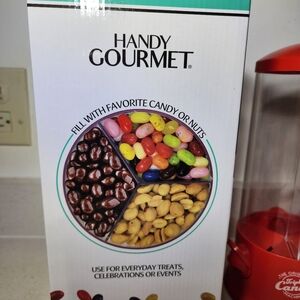 HANDY
GOURMET®
FILL WITH FAVORITE CANDY OR NUTS
USE FOR EVERYDAY TREATS,
CELEBRATIONS OR EVENTS